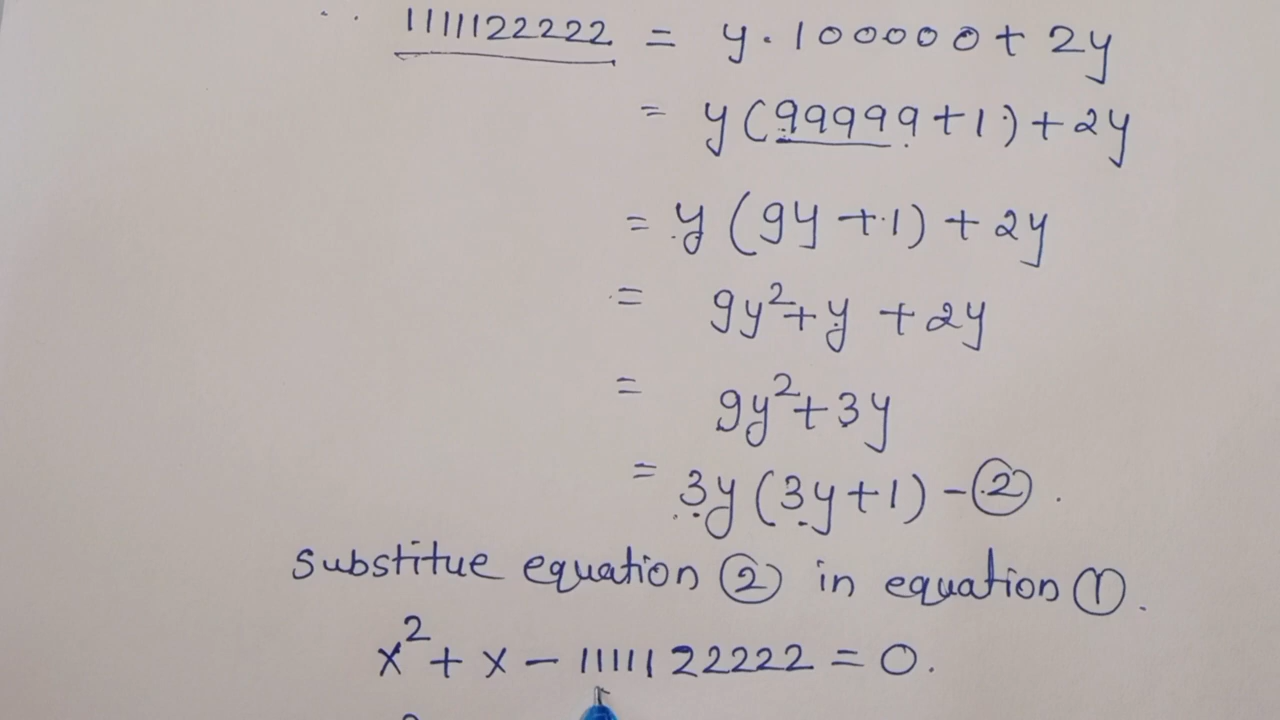 ∴ 1111122222 = y·100000+2y
= y(99999+1)+2y
= y(9y+1)+2y
= 9y²+y+2y
= 9y²+3y
= 3y(3y+1)-②.
substitue equation ② in equation ①.
x²+x-1111122222=0.